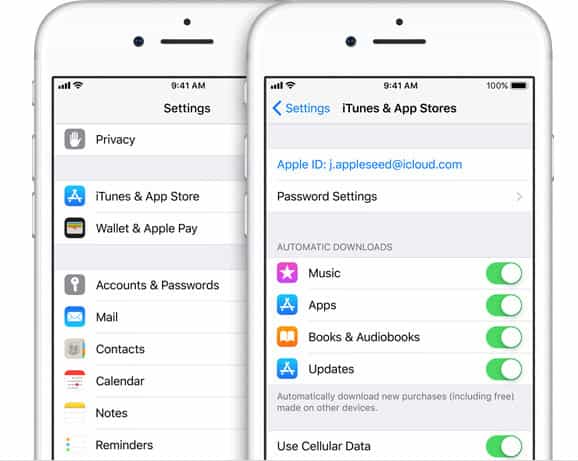 9:41 AM
Settings
Privacy
iTunes & App Store
Wallet & Apple Pay
Accounts & Passwords
Mail
Contacts
Calendar
Notes
Reminders
9:41 AM 100%
Settings iTunes & App Stores
Apple ID: j.appleseed@icloud.com
Password Settings
AUTOMATIC DOWNLOADS
Music
Apps
Books & Audiobooks
Updates
Automatically download new purchases (including free)
made on other devices.
Use Cellular Data